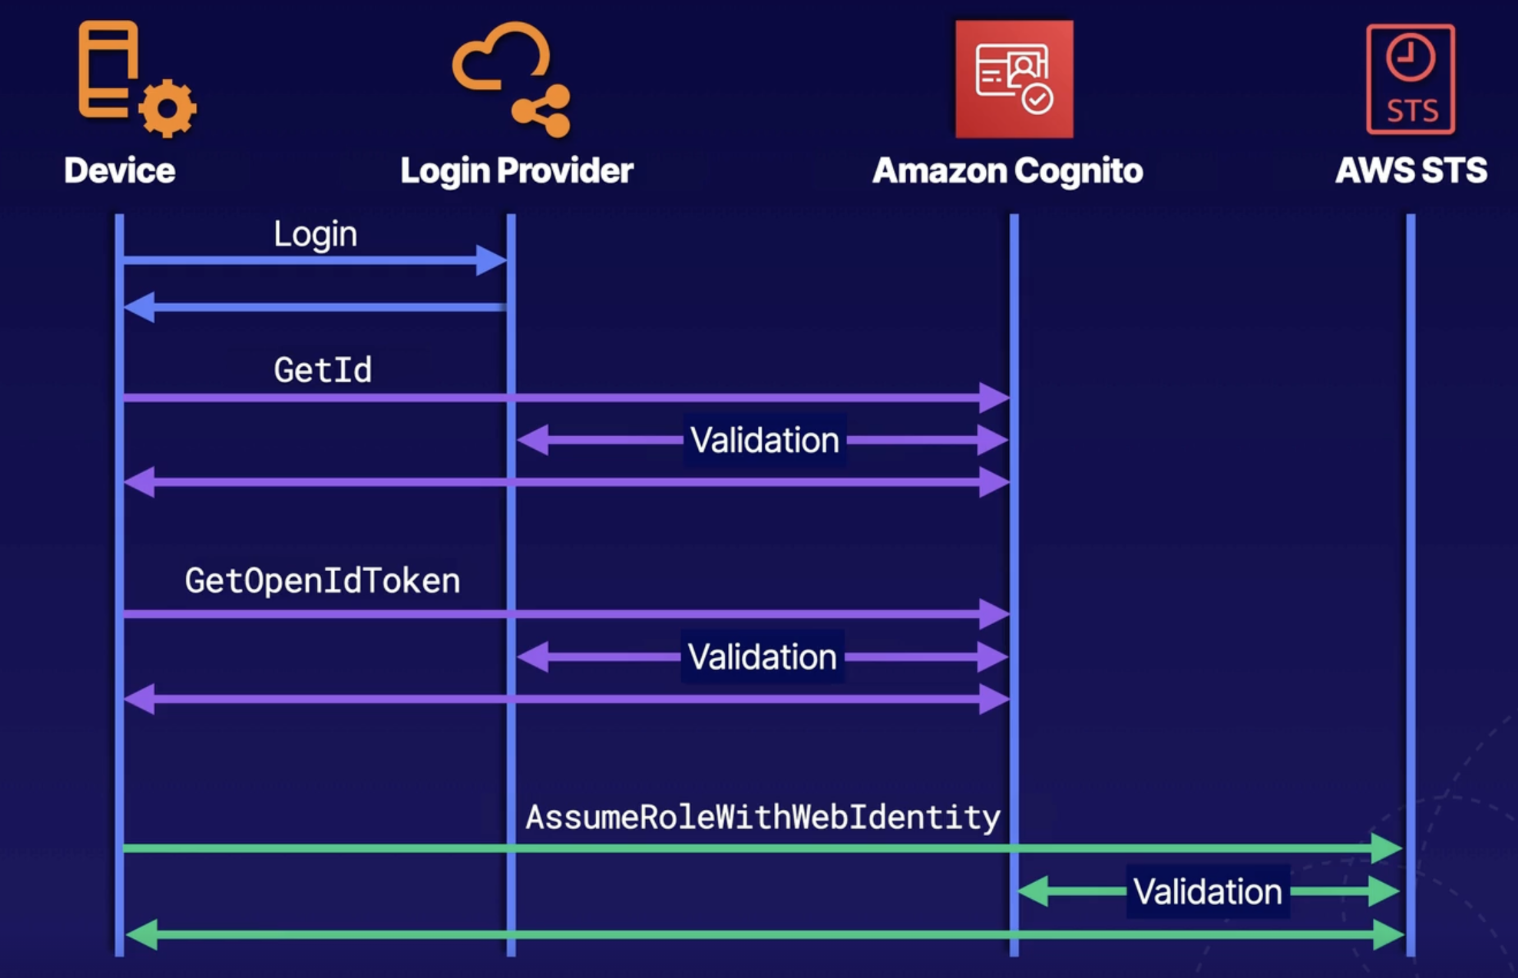 STS
Device
Login Provider
Amazon Cognito
AWS STS
Login
GetId
Validation
GetOpenIdToken
Validation
AssumeRoleWithWebIdentity
Validation